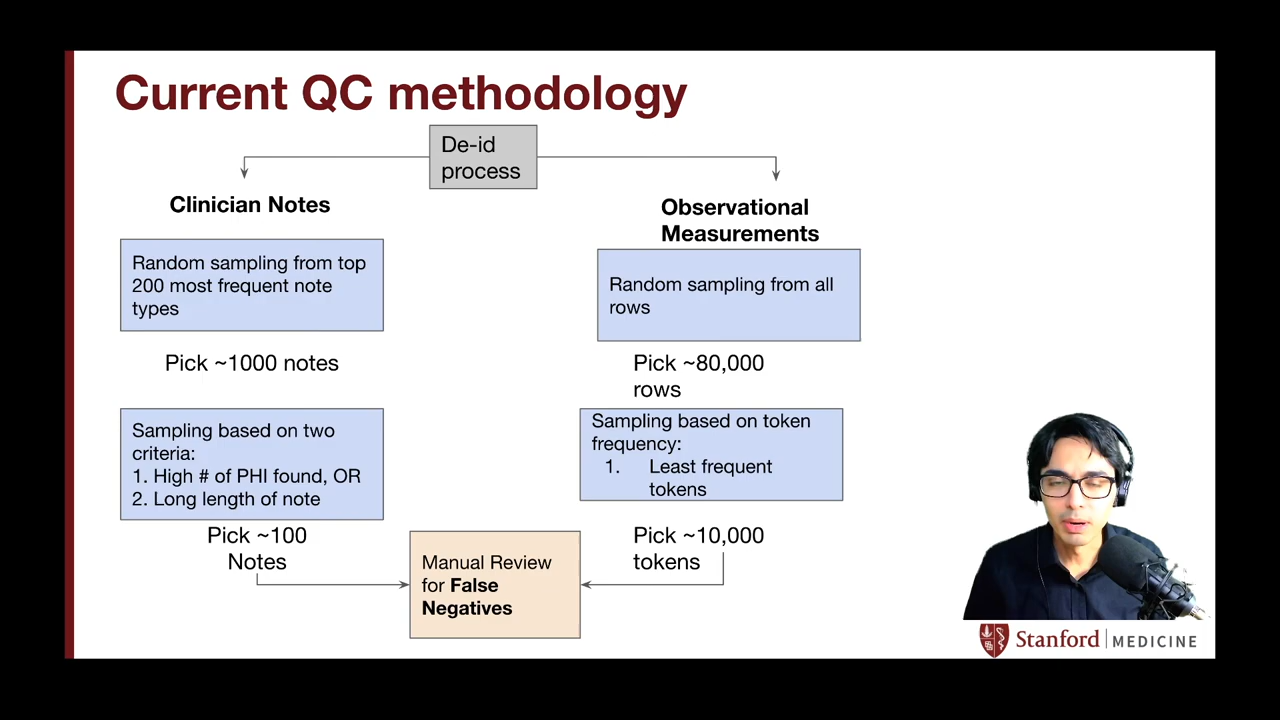 Current QC methodology
De-id
process
Clinician Notes
Random sampling from top
200 most frequent note
types
Pick ~1000 notes
Sampling based on two
criteria:
1. High # of PHI found, OR
2. Long length of note
Pick ~100
Notes
Observational
Measurements
Random sampling from all
rows
Pick ~80,000
rows
Sampling based on token
frequency:
1. Least frequent
tokens
Pick ~10,000
tokens
Manual Review
for False
Negatives
Stanford MEDICINE